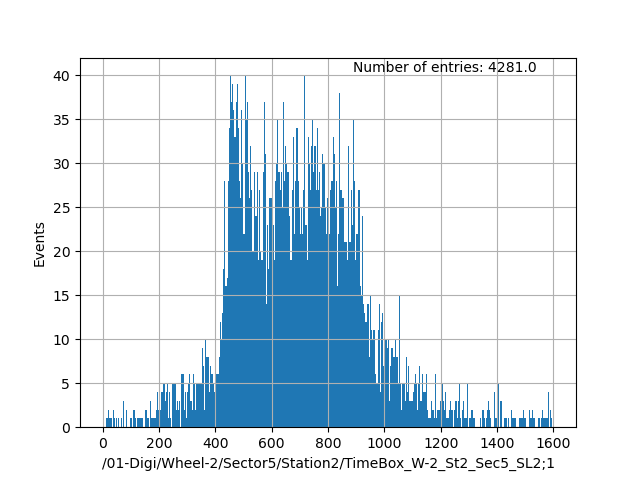 Number of entries: 4281.0
40
35
30
25
20
15
10
5
0
Events
0 200 400 600 800 1000 1200 1400 1600
/01-Digi/Wheel-2/Sector5/Station2/TimeBox_W-2_St2_Sec5_SL2;1